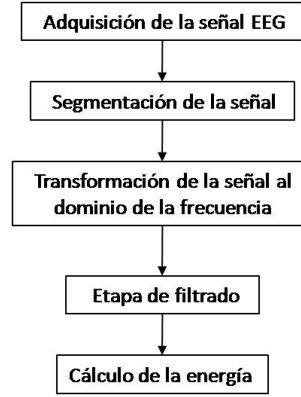 Adquisición de la señal EEG
Segmentación de la señal
Transformación de la señal al
dominio de la frecuencia
Etapa de filtrado
Cálculo de la energía